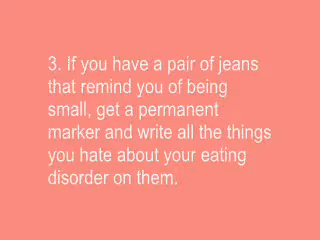 3. If you have a pair of jeans
that remind you of being
small, get a permanent
marker and write all the things
you hate about your eating
disorder on them.